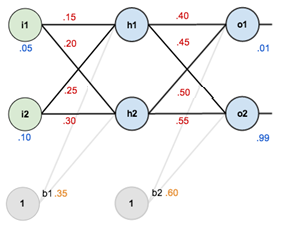 i1 .15 h1 .40 o1
.05 .20 .45 .01
.25 .50
i2 .30 h2 .55 o2
.10 .99
1 b1 .35 1 b2 .60